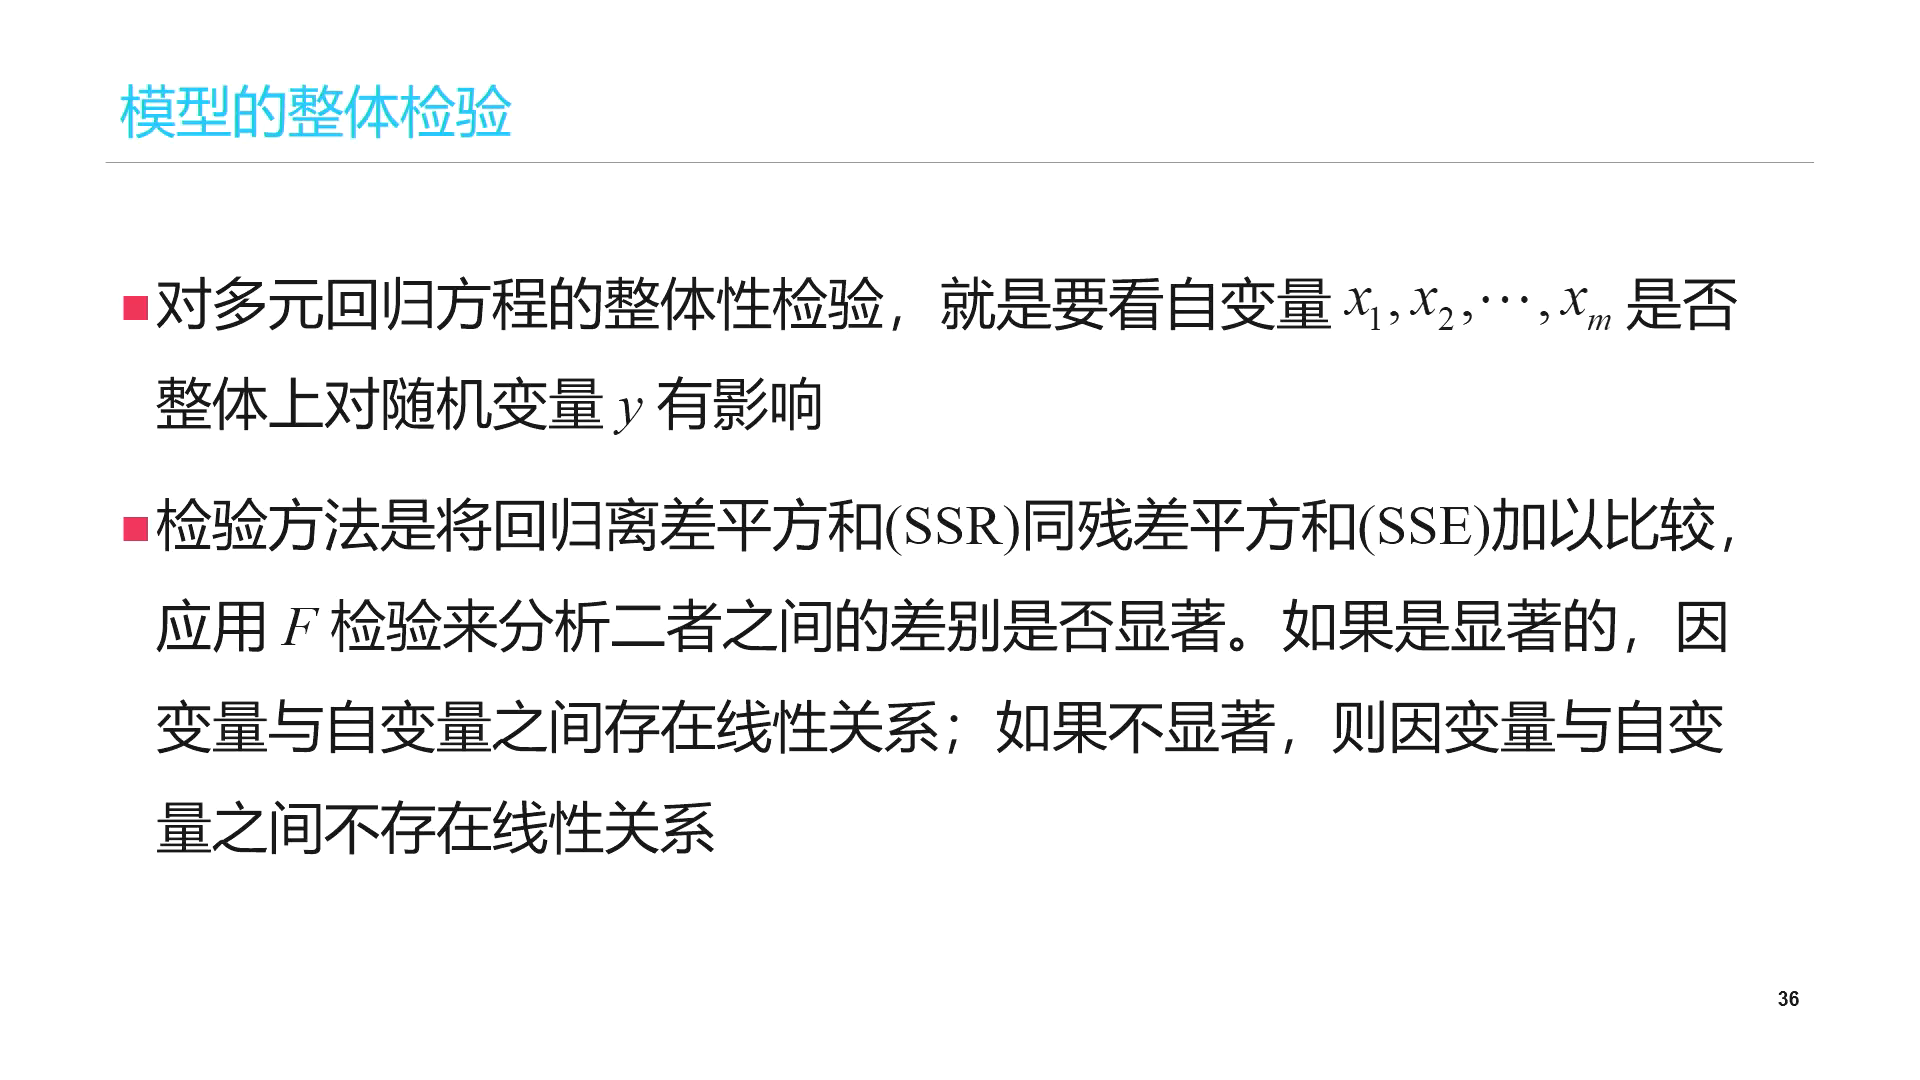 模型的整体检验
■对多元回归方程的整体性检验，就是要看自变量 x₁, x₂, ⋯, xₘ 是否
整体上对随机变量 y 有影响
■检验方法是将回归离差平方和(SSR)同残差平方和(SSE)加以比较，
应用 F 检验来分析二者之间的差别是否显著。如果是显著的，因
变量与自变量之间存在线性关系；如果不显著，则因变量与自变
量之间不存在线性关系
36